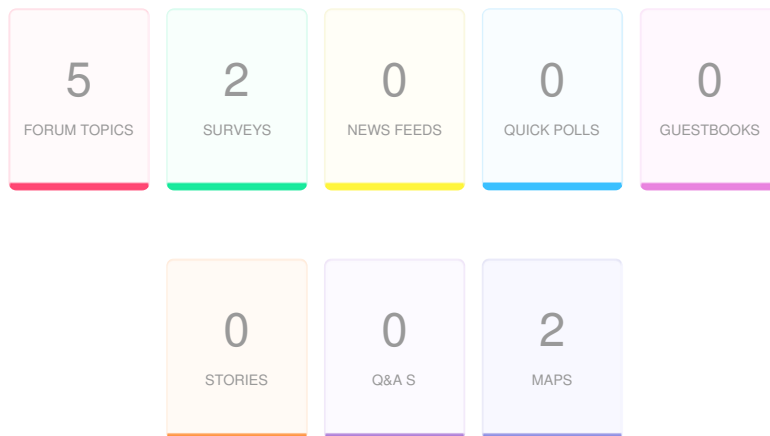 5 2 0 0 0
FORUM TOPICS SURVEYS NEWS FEEDS QUICK POLLS GUESTBOOKS
0 0 2
STORIES Q&A S MAPS